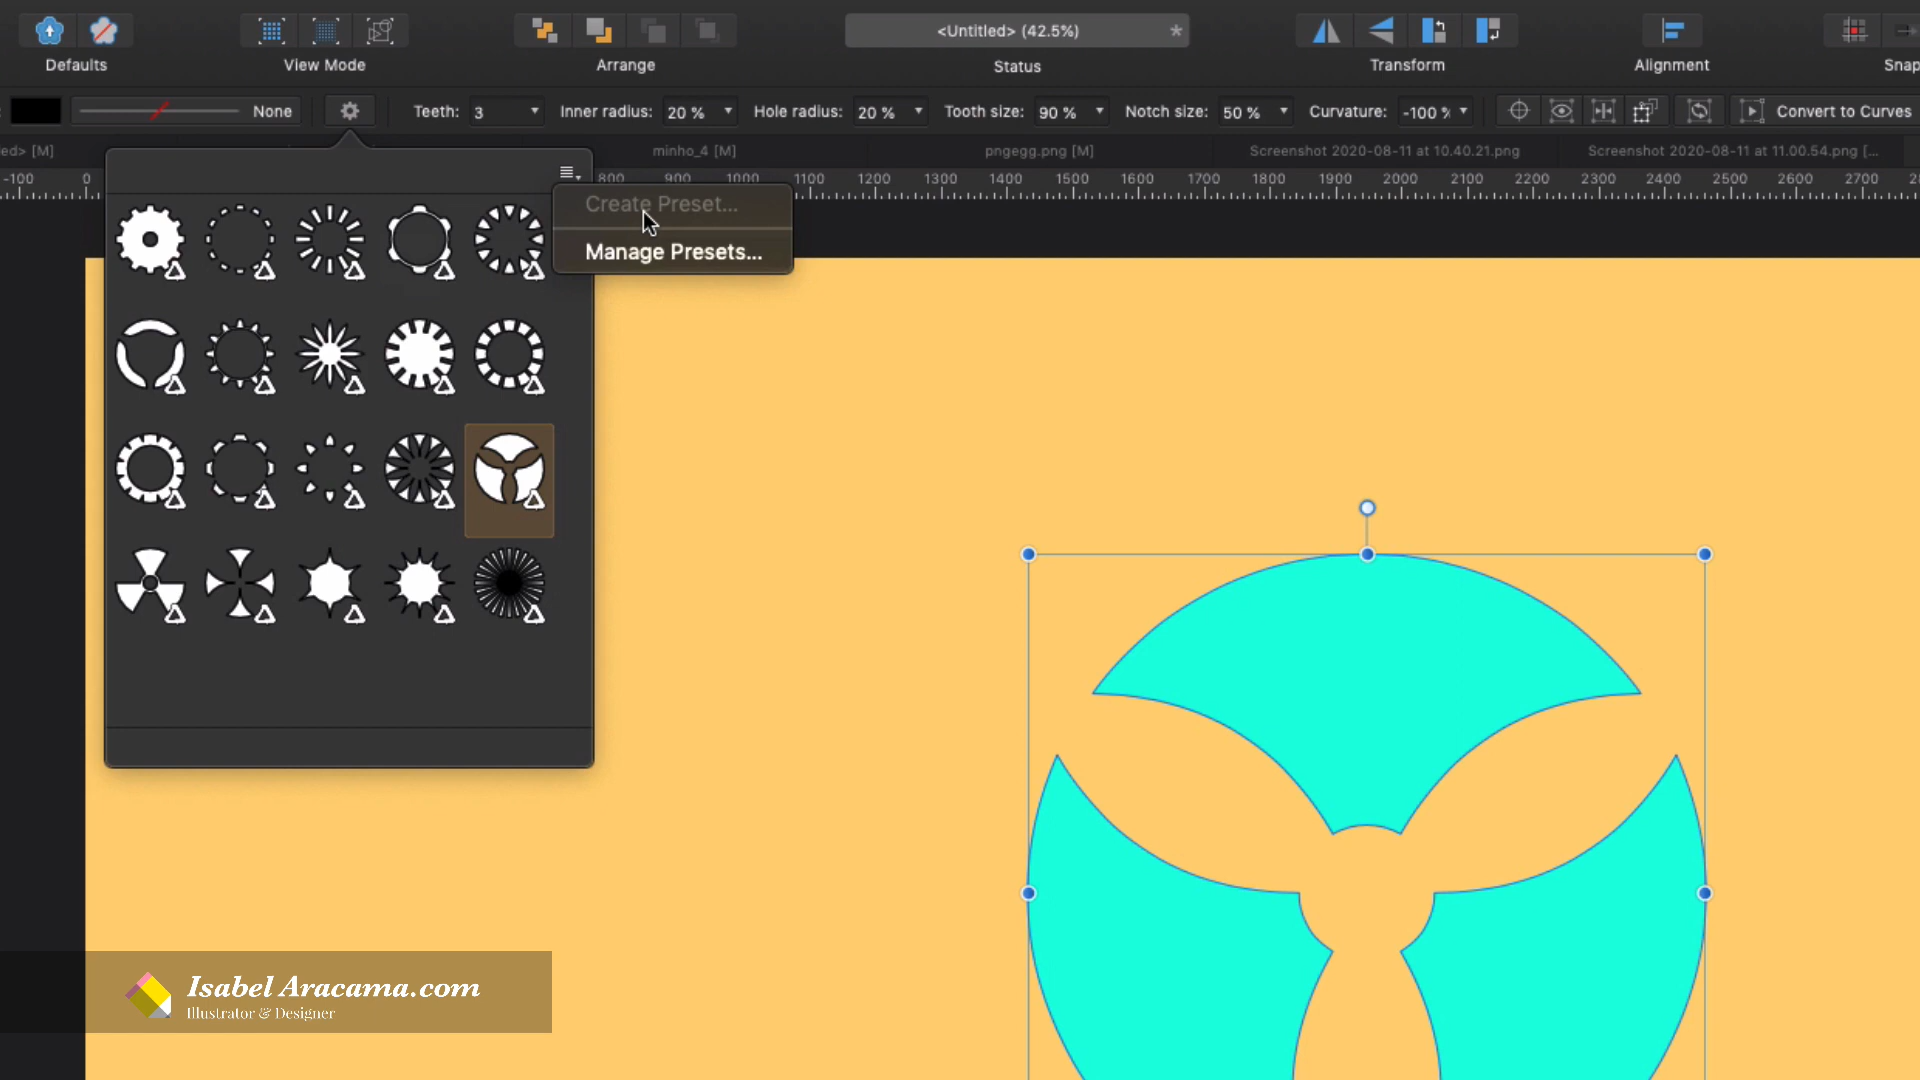 <Untitled> (42.5%) *
Defaults View Mode Arrange Status Transform Alignment Snap
None Teeth: 3 Inner radius: 20 % Hole radius: 20 % Tooth size: 90 % Notch size: 50 % Curvature: -100 % Convert to Curves
ed> [M] minho_4 [M] pngegg.png [M] Screenshot 2020-08-11 at 10.40.21.png Screenshot 2020-08-11 at 11.00.54.png [...
-100 0 800 900 1000 1100 1200 1300 1400 1500 1600 1700 1800 1900 2000 2100 2200 2300 2400 2500 2600 2700 28
Create Preset...
Manage Presets...
Isabel Aracama.com
Illustrator & Designer